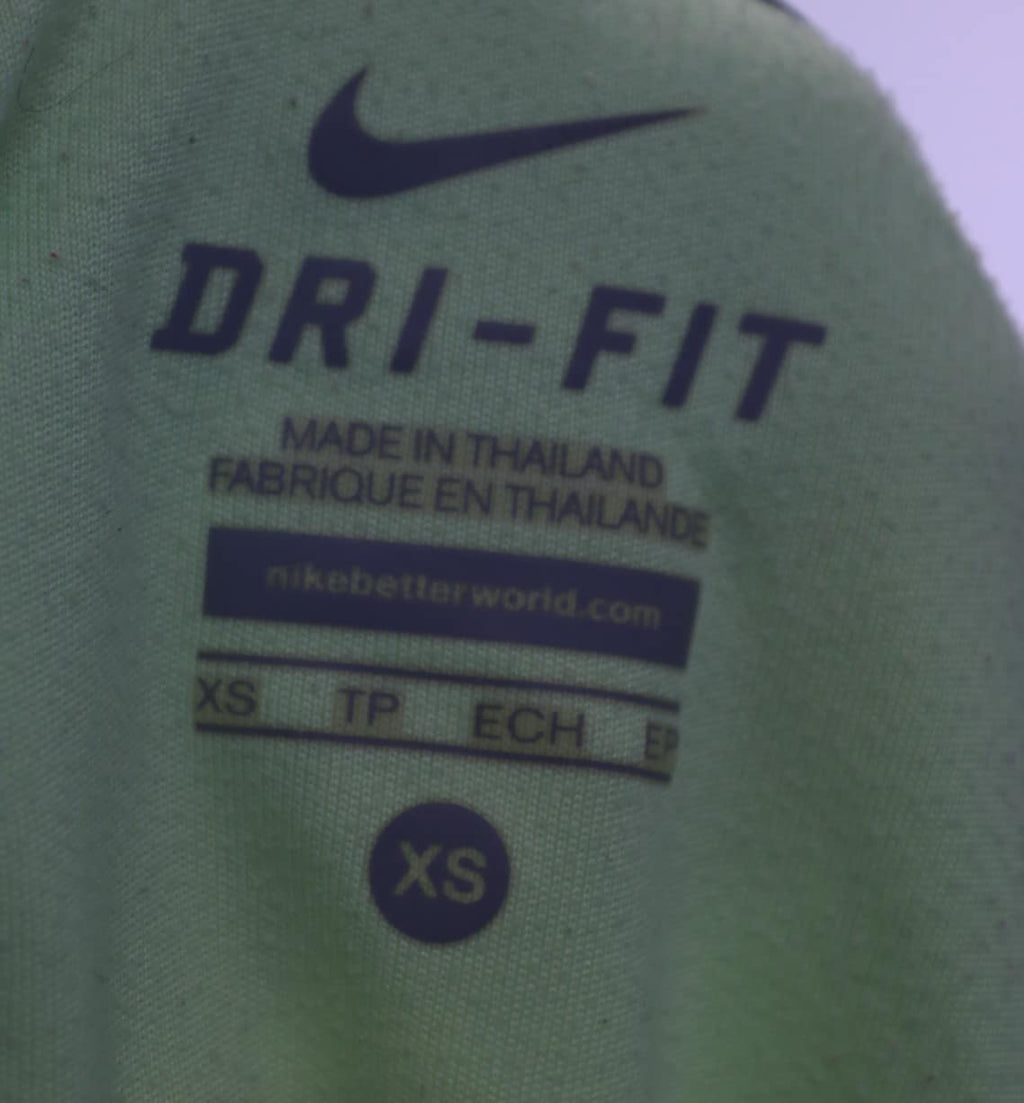 DRI-FIT
MADE IN THAILAND
FABRIQUE EN THAILANDE
nikebetterworld.com
XS TP ECH EP
XS